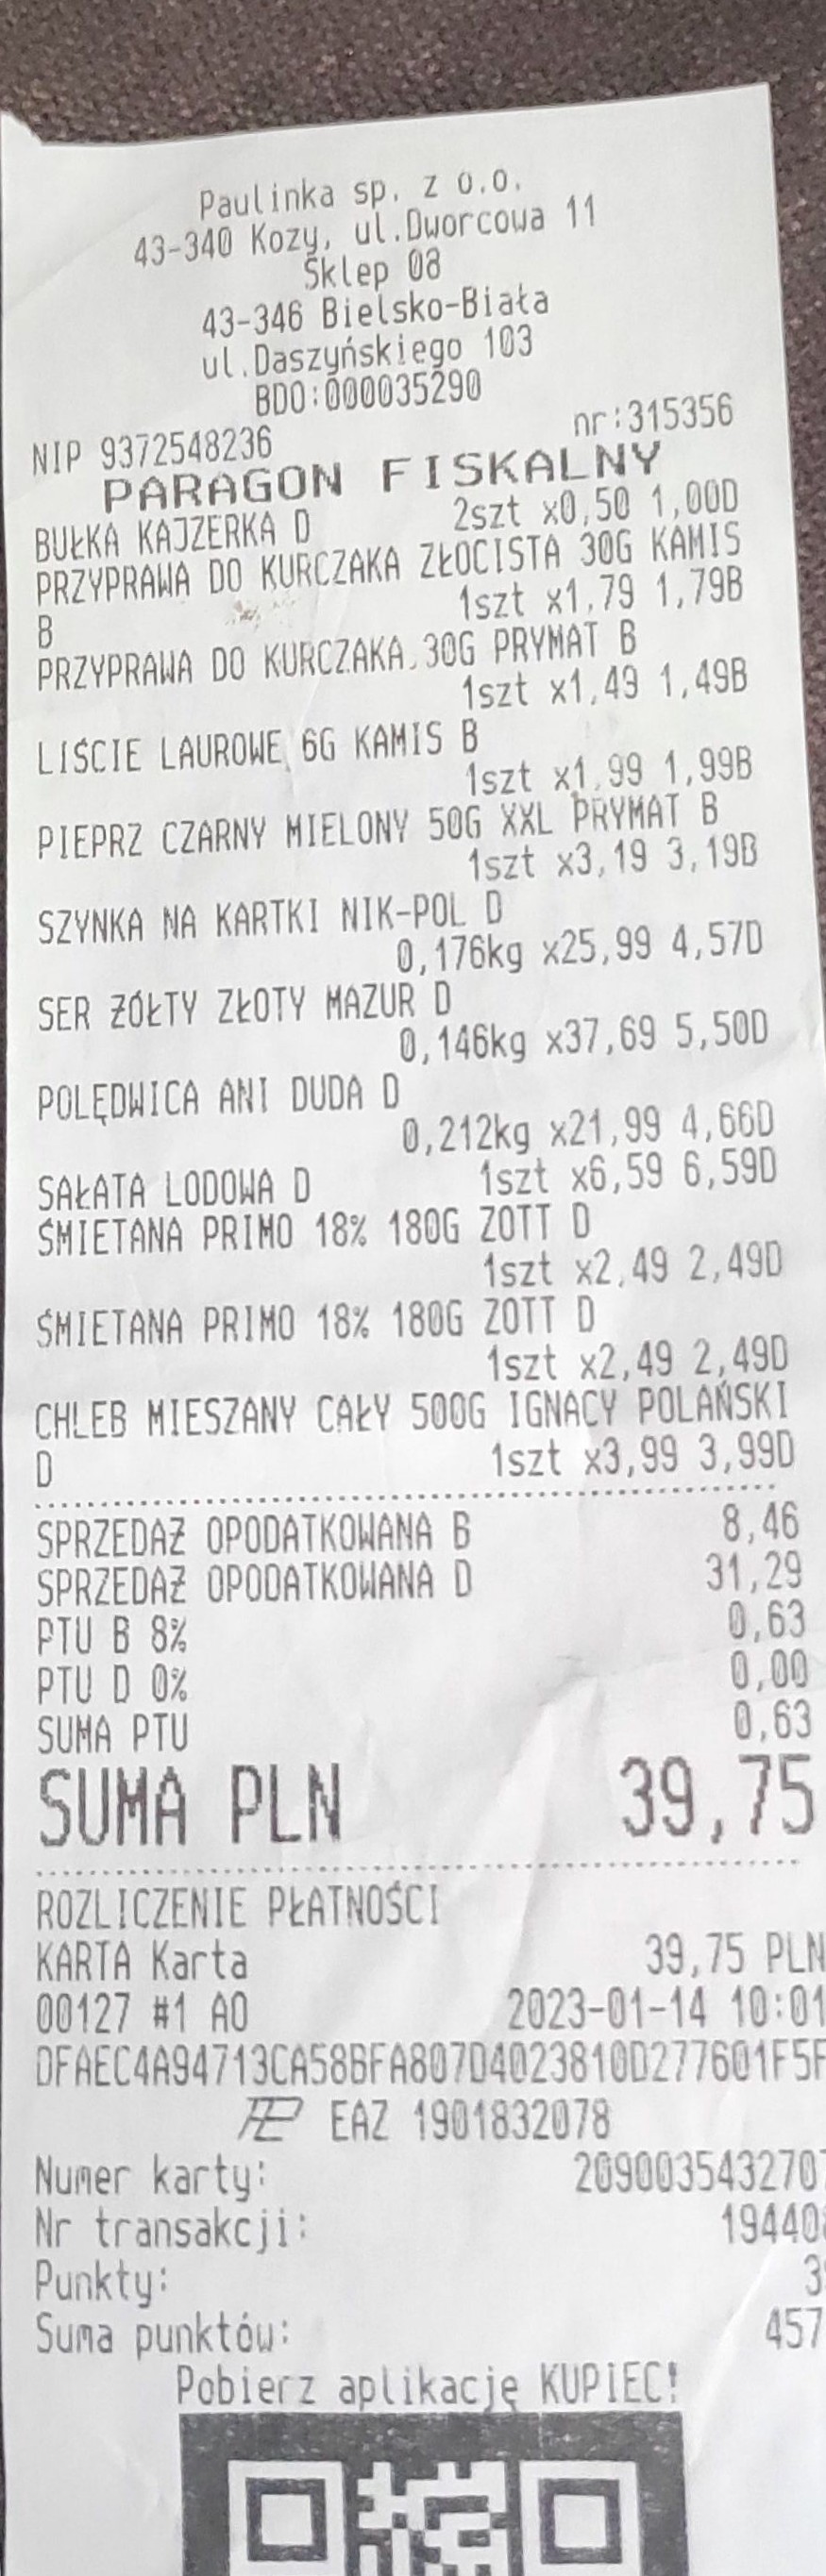 Paulinka sp. z o.o.
43-340 Kozy, ul.Dworcowa 11
Sklep 08
43-346 Bielsko-Biała
ul.Daszyńskiego 103
BDO:000035290
NIP 9372548236 nr:315356
PARAGON FISKALNY
BUŁKA KAJZERKA D 2szt x0,50 1,00D
PRZYPRAWA DO KURCZAKA ZŁOCISTA 30G KAMIS
B 1szt x1,79 1,79B
PRZYPRAWA DO KURCZAKA 30G PRYMAT B
1szt x1,49 1,49B
LIŚCIE LAUROWE 6G KAMIS B
1szt x1,99 1,99B
PIEPRZ CZARNY MIELONY 50G XXL PRYMAT B
1szt x3,19 3,19B
SZYNKA NA KARTKI NIK-POL D
0,176kg x25,99 4,57D
SER ŻÓŁTY ZŁOTY MAZUR D
0,146kg x37,69 5,50D
POLĘDWICA ANI DUDA D
0,212kg x21,99 4,66D
SAŁATA LODOWA D 1szt x6,59 6,59D
ŚMIETANA PRIMO 18% 180G ZOTT D
1szt x2,49 2,49D
ŚMIETANA PRIMO 18% 180G ZOTT D
1szt x2,49 2,49D
CHLEB MIESZANY CAŁY 500G IGNACY POLAŃSKI
D 1szt x3,99 3,99D
SPRZEDAŻ OPODATKOWANA B 8,46
SPRZEDAŻ OPODATKOWANA D 31,29
PTU B 8% 0,63
PTU D 0% 0,00
SUMA PTU 0,63
SUMA PLN 39,75
ROZLICZENIE PŁATNOŚCI
KARTA Karta 39,75 PLN
00127 #1 AO 2023-01-14 10:01
DFAEC4A94713CA58BFA807D4023810D277601F5F
EAZ 1901832078
Numer karty: 2090035432707
Nr transakcji: 19440
Punkty: 3
Suma punktów: 457
Pobierz aplikację KUPIEC!